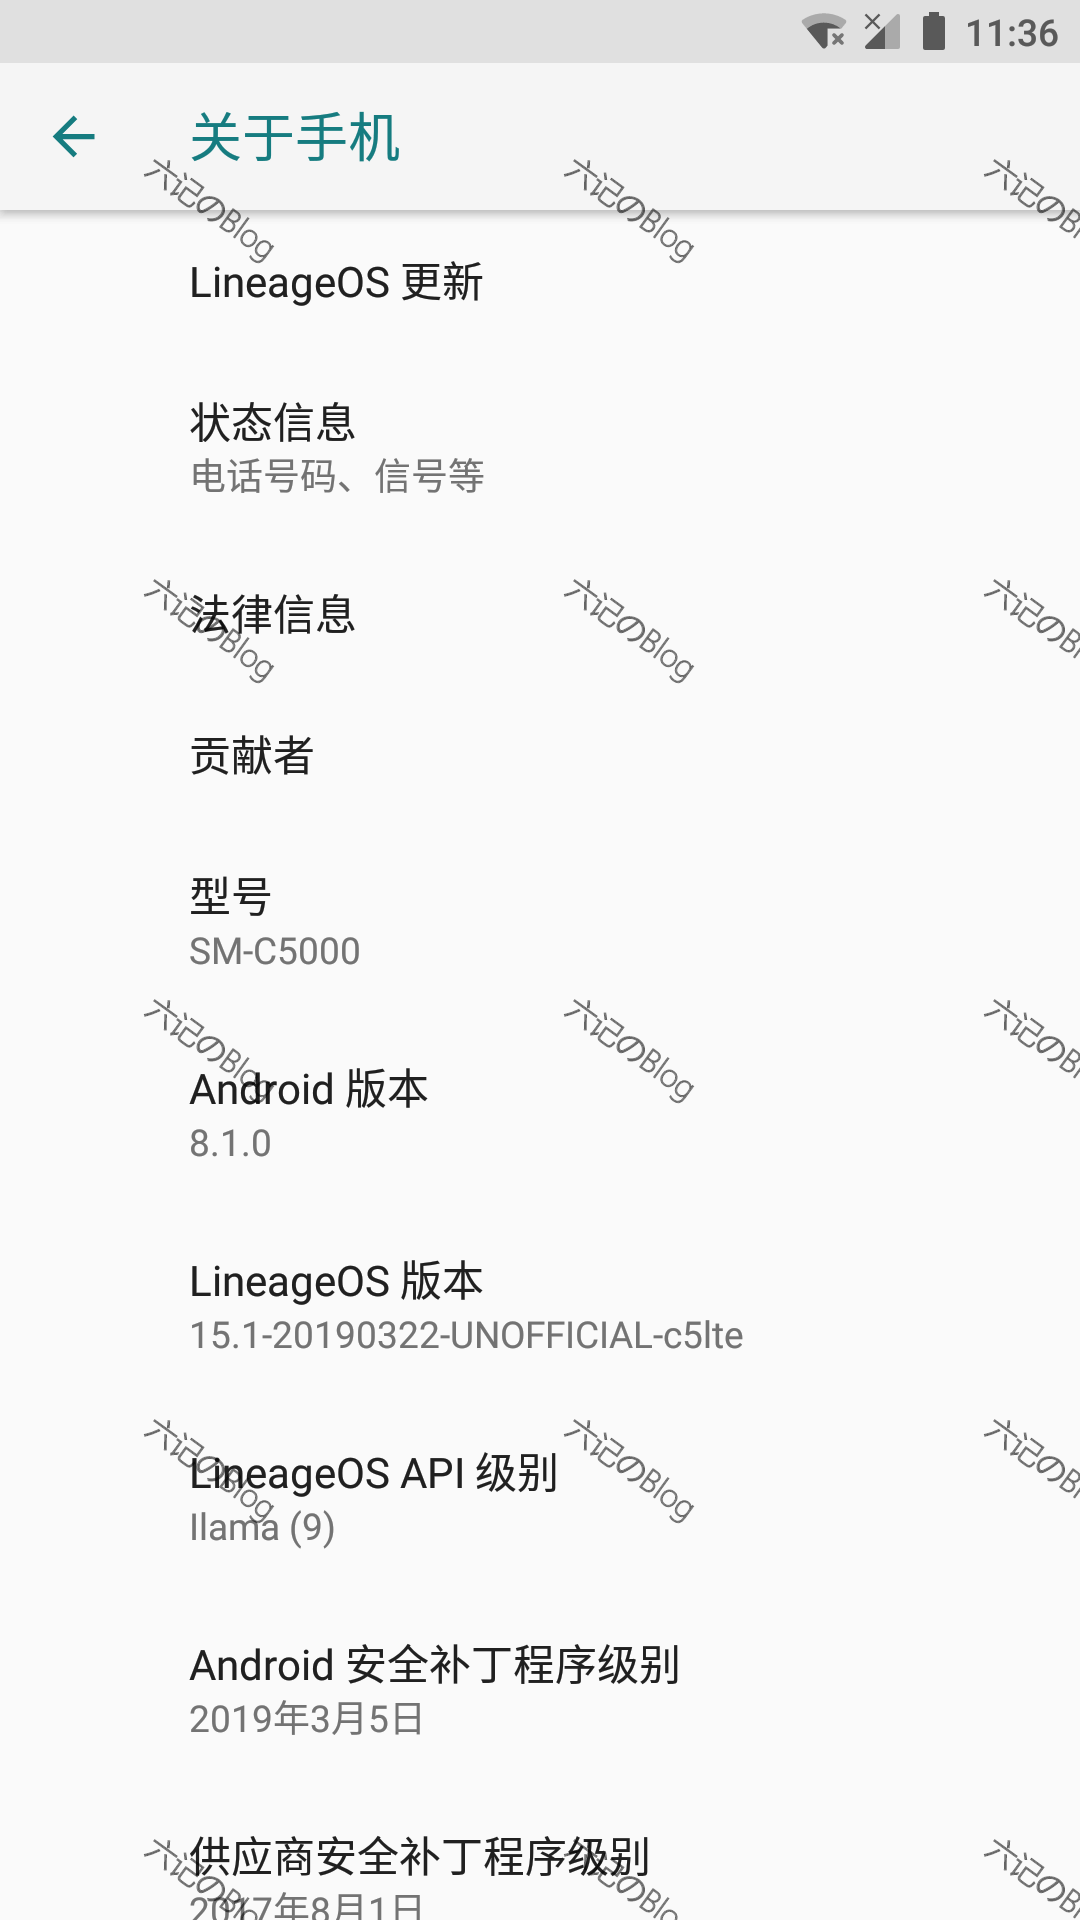 11:36
关于手机
六记のBlog 六记のBlog 六记のBl
LineageOS 更新
状态信息
电话号码、信号等
六记のBlog 六记のBlog 六记のBl
法律信息
贡献者
型号
SM-C5000
六记のBlog 六记のBlog 六记のBl
Android 版本
8.1.0
LineageOS 版本
15.1-20190322-UNOFFICIAL-c5lte
六记のBlog 六记のBlog 六记のBl
LineageOS API 级别
Ilama (9)
Android 安全补丁程序级别
2019年3月5日
供应商安全补丁程序级别
六记のBlo 六记のBlo 六记のBl
2017年8月1日